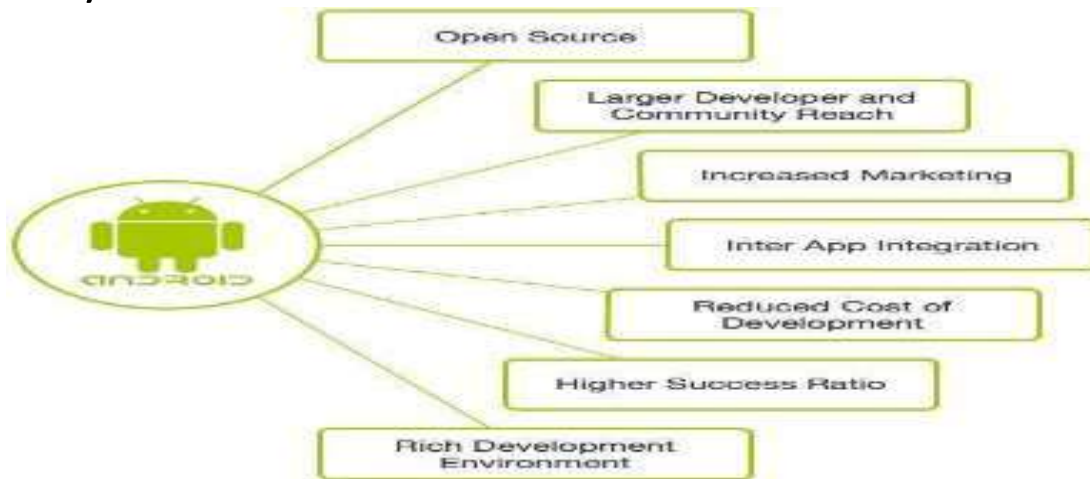 Open Source
Larger Developer and
Community Reach
Increased Marketing
Inter App Integration
ANDROID
Reduced Cost of
Development
Higher Success Ratio
Rich Development
Environment